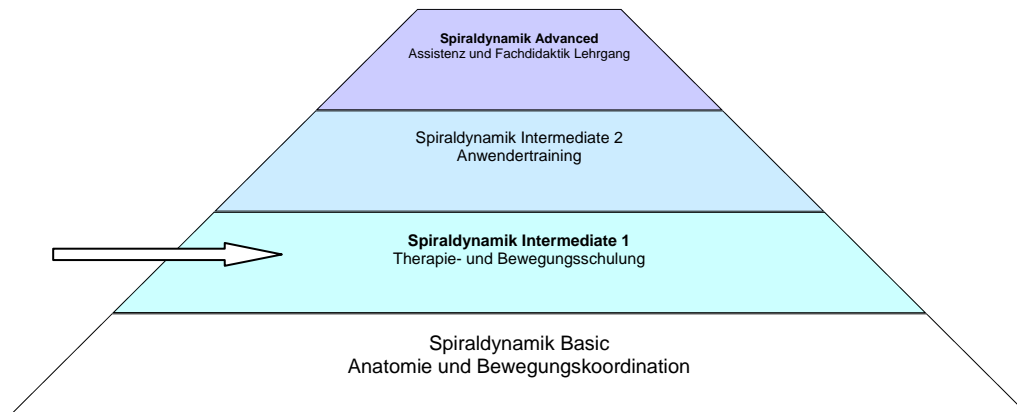 Spiraldynamik Advanced
Assistenz und Fachdidaktik Lehrgang
Spiraldynamik Intermediate 2
Anwendertraining
Spiraldynamik Intermediate 1
Therapie- und Bewegungsschulung
Spiraldynamik Basic
Anatomie und Bewegungskoordination